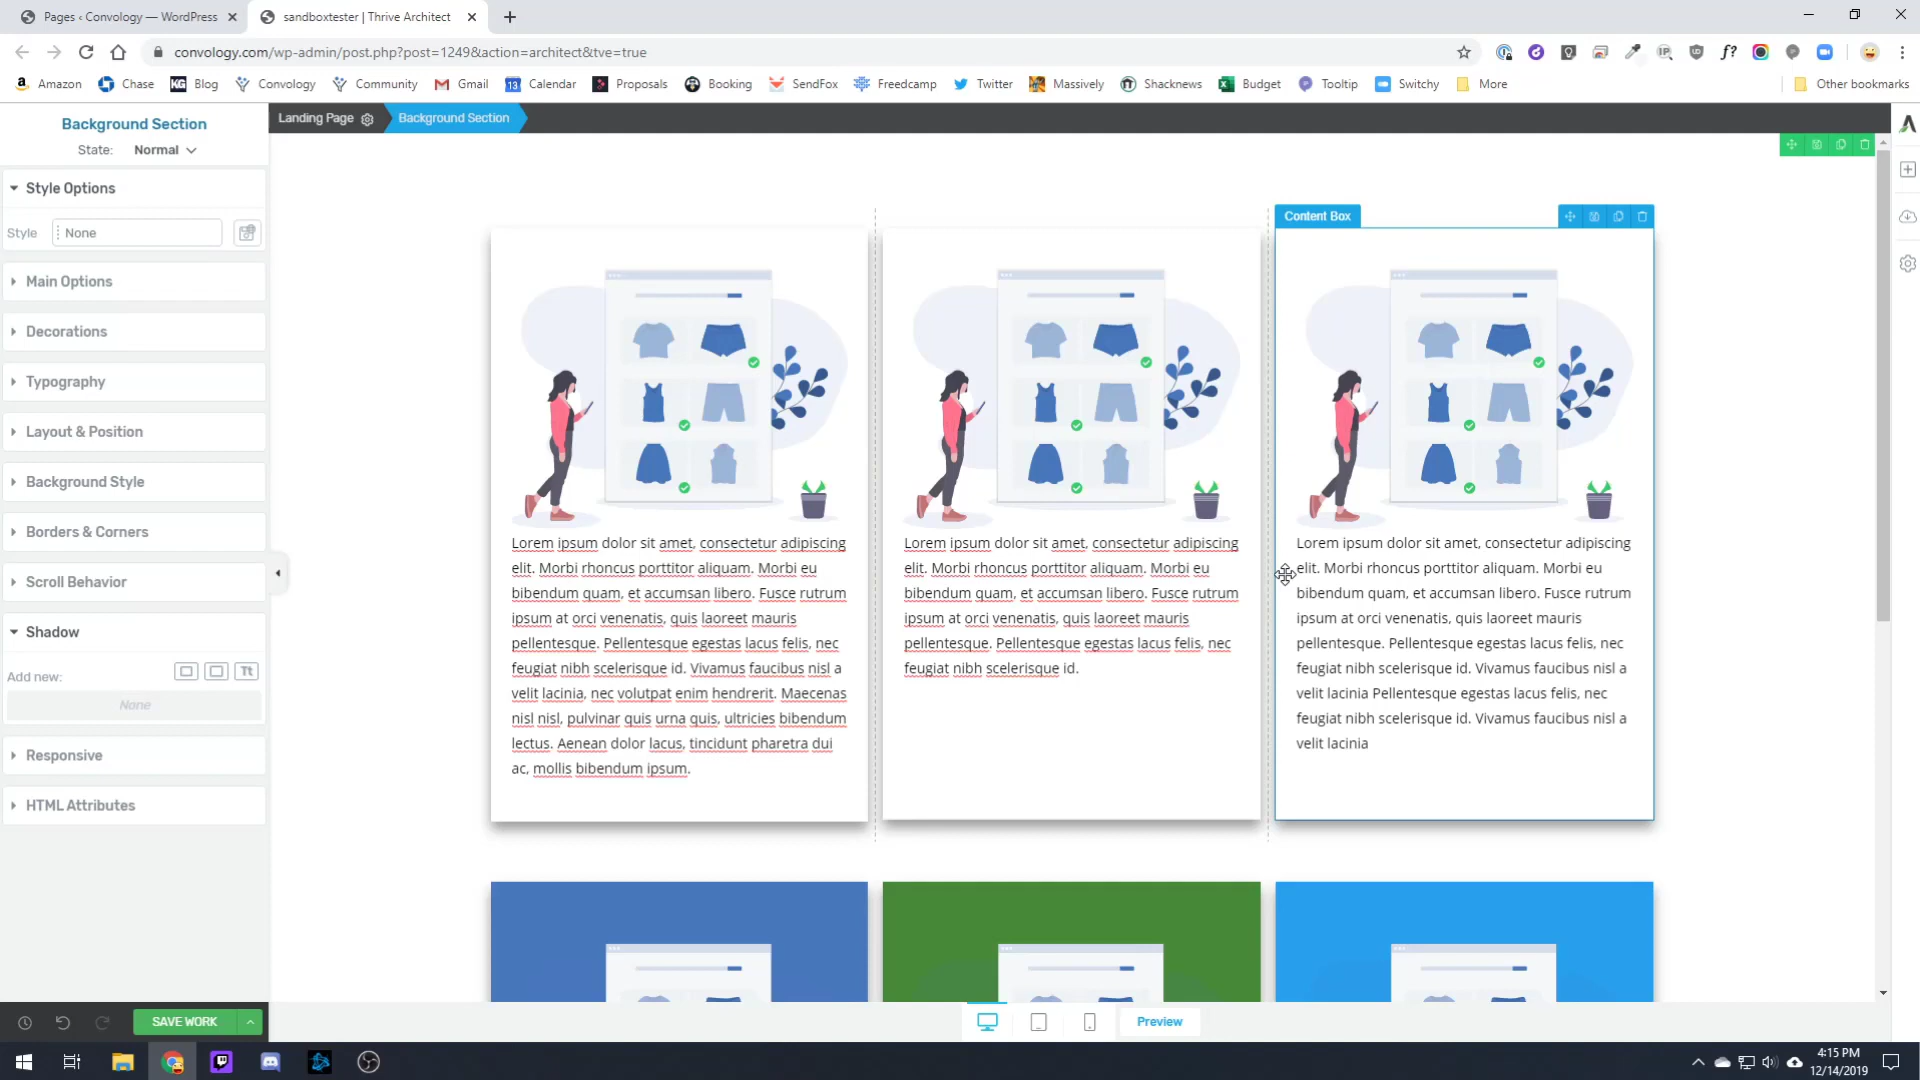 Pages ‹ Convology — WordPress
sandboxtester | Thrive Architect
convology.com/wp-admin/post.php?post=1249&action=architect&tve=true
Amazon
Chase
Blog
Convology
Community
Gmail
Calendar
Proposals
Booking
SendFox
Freedcamp
Twitter
Massively
Shacknews
Budget
Tooltip
Switchy
More
Other bookmarks
Background Section
State: Normal
Style Options
Style None
Main Options
Decorations
Typography
Layout & Position
Background Style
Borders & Corners
Scroll Behavior
Shadow
Add new:
Tt
None
Responsive
HTML Attributes
SAVE WORK
Landing Page
Background Section
Content Box
Lorem ipsum dolor sit amet, consectetur adipiscing
elit. Morbi rhoncus porttitor aliquam. Morbi eu
bibendum quam, et accumsan libero. Fusce rutrum
ipsum at orci venenatis, quis laoreet mauris
pellentesque. Pellentesque egestas lacus felis, nec
feugiat nibh scelerisque id. Vivamus faucibus nisl a
velit lacinia, nec volutpat enim hendrerit. Maecenas
nisl nisl, pulvinar quis urna quis, ultricies bibendum
lectus. Aenean dolor lacus, tincidunt pharetra dui
ac, mollis bibendum ipsum.
Lorem ipsum dolor sit amet, consectetur adipiscing
elit. Morbi rhoncus porttitor aliquam. Morbi eu
bibendum quam, et accumsan libero. Fusce rutrum
ipsum at orci venenatis, quis laoreet mauris
pellentesque. Pellentesque egestas lacus felis, nec
feugiat nibh scelerisque id.
Lorem ipsum dolor sit amet, consectetur adipiscing
elit. Morbi rhoncus porttitor aliquam. Morbi eu
bibendum quam, et accumsan libero. Fusce rutrum
ipsum at orci venenatis, quis laoreet mauris
pellentesque. Pellentesque egestas lacus felis, nec
feugiat nibh scelerisque id. Vivamus faucibus nisl a
velit lacinia Pellentesque egestas lacus felis, nec
feugiat nibh scelerisque id. Vivamus faucibus nisl a
velit lacinia
Preview
4:15 PM
12/14/2019